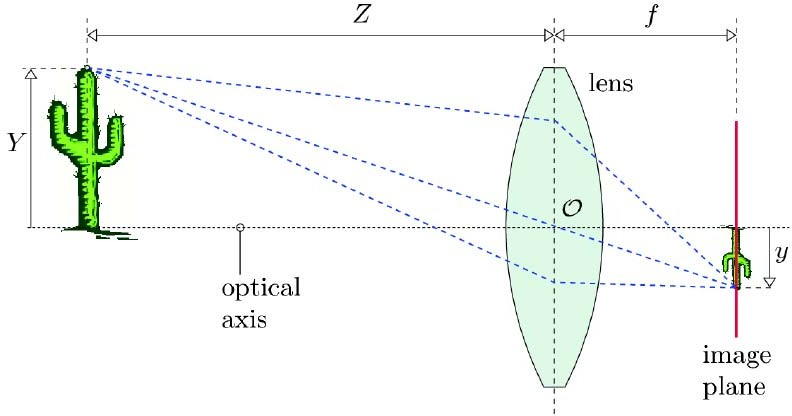 Z
f
lens
Y
𝒪
y
optical
axis
image
plane